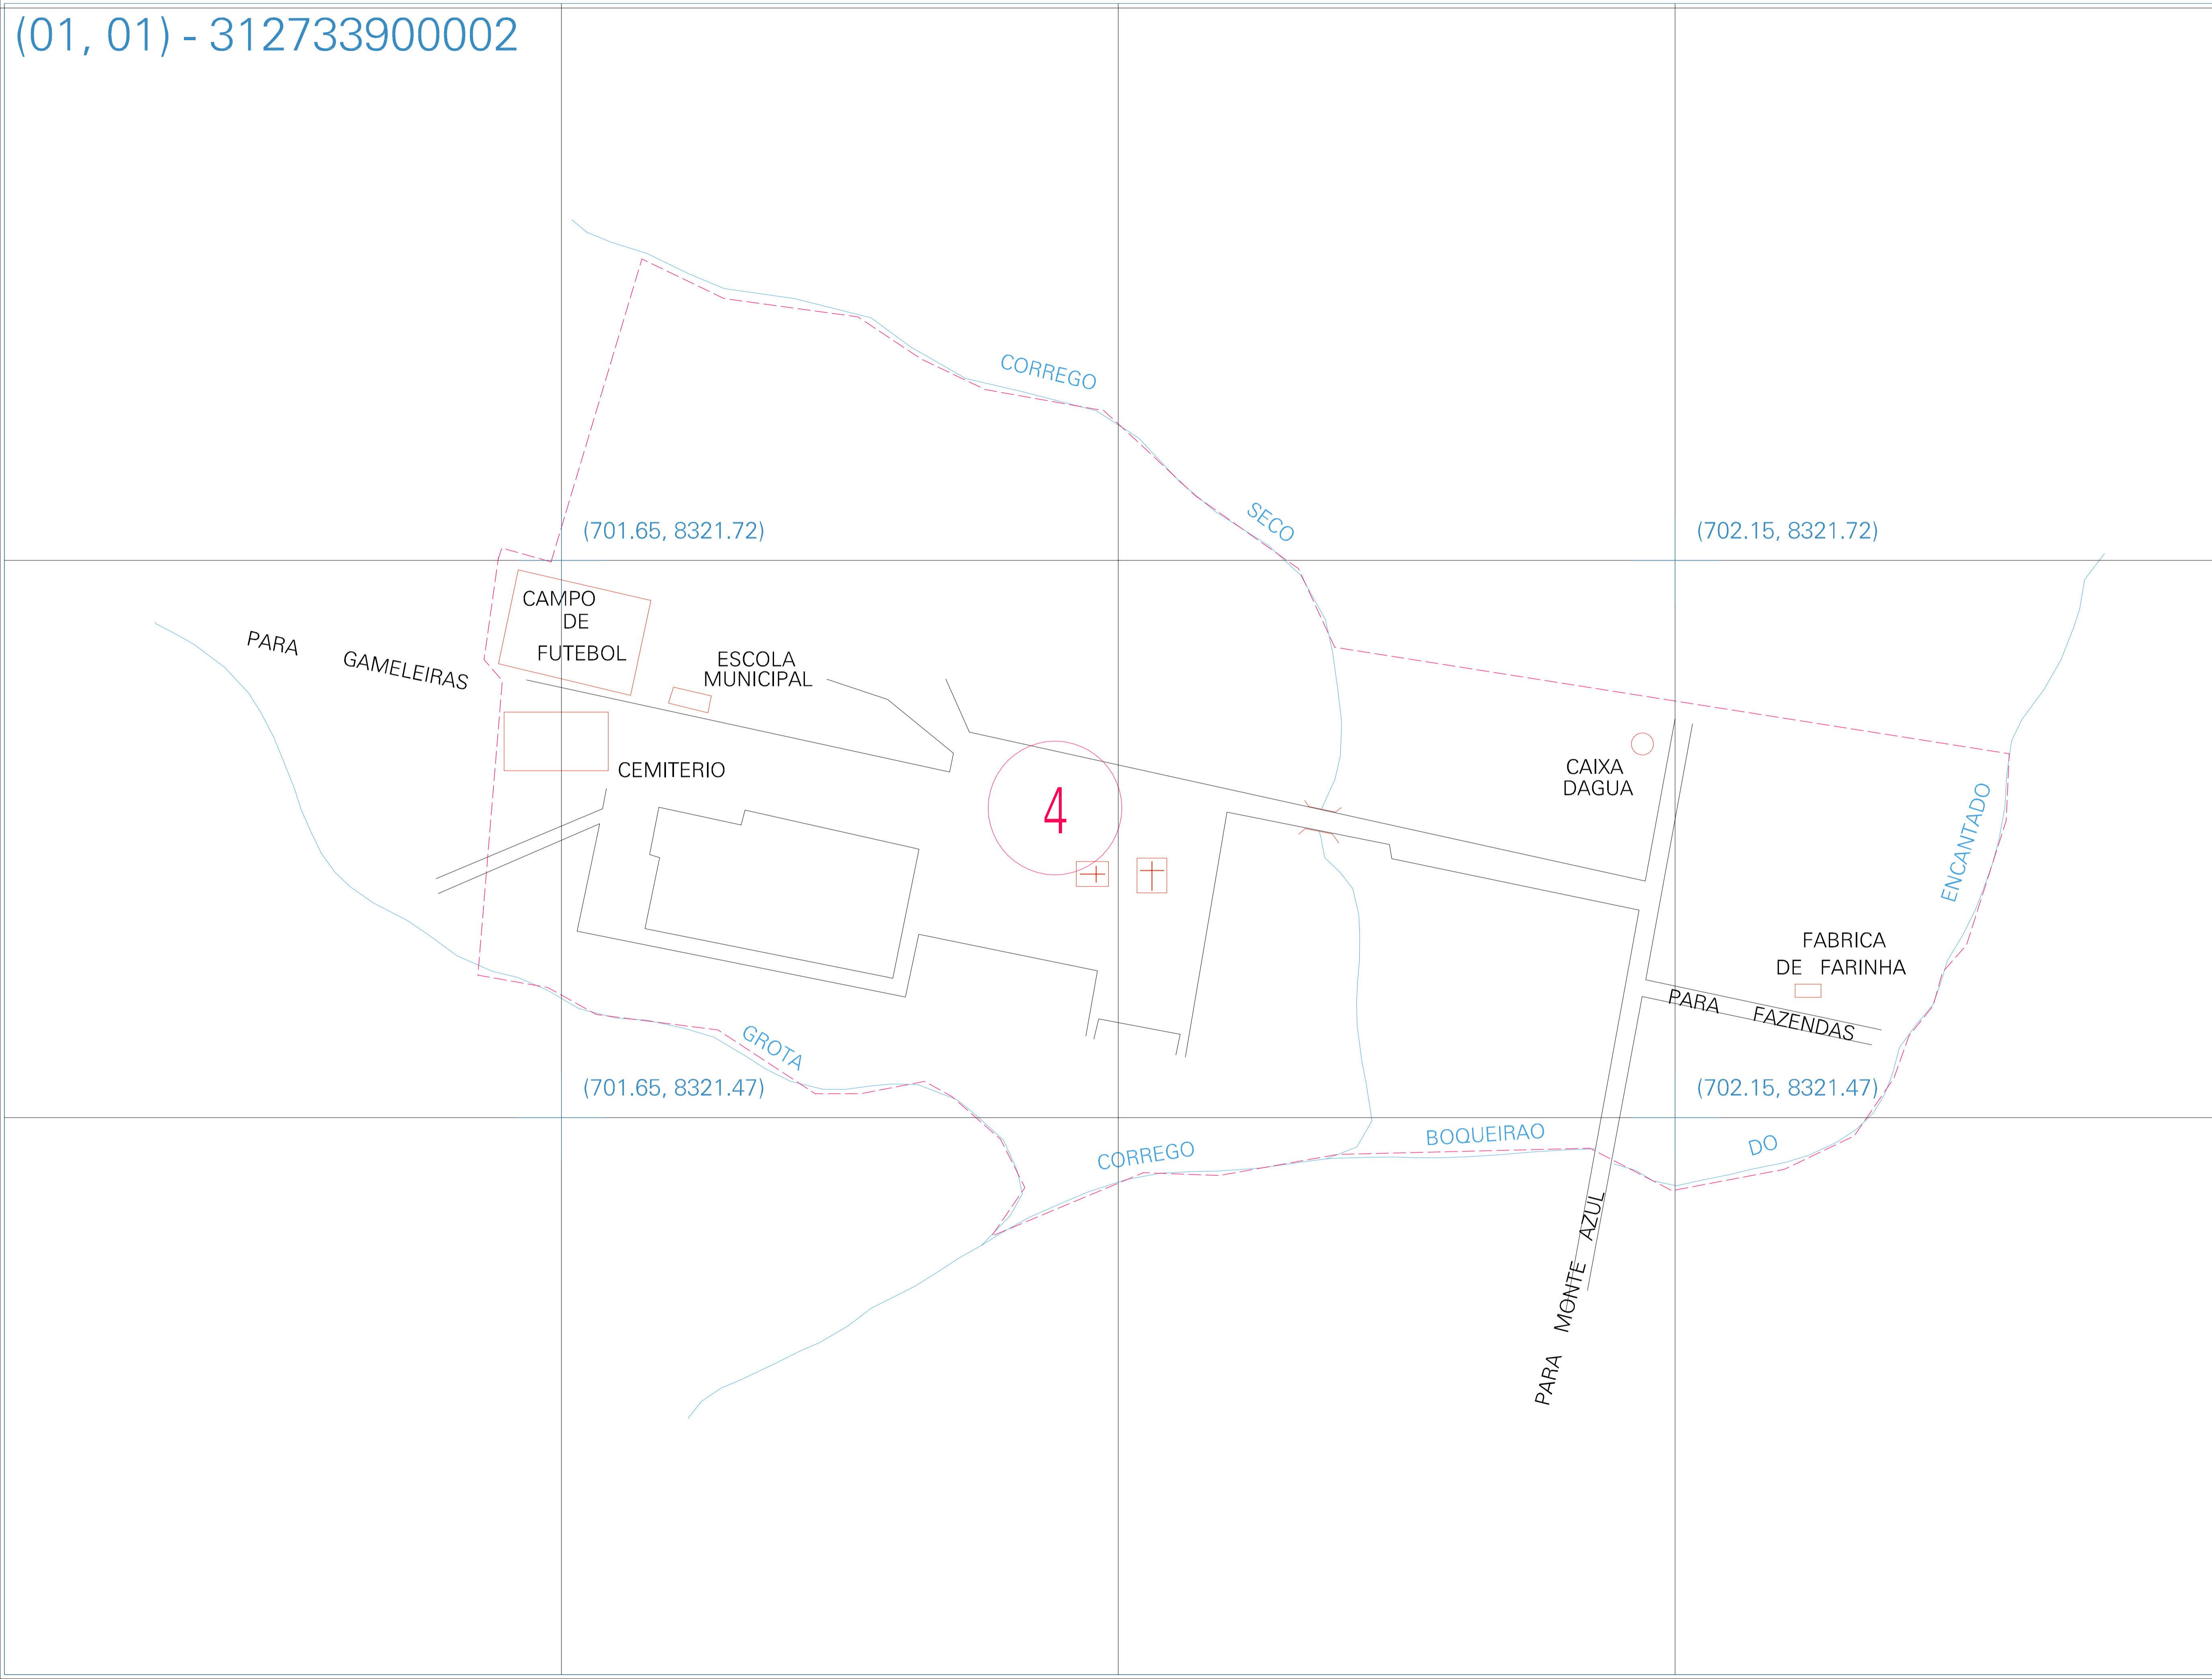 (01, 01) - 312733900002
CORREGO
SECO
(701.65, 8321.72)
(702.15, 8321.72)
CAMPO
DE
FUTEBOL
PARA GAMELEIRAS
ESCOLA
MUNICIPAL
CEMITERIO
4
CAIXA
DAGUA
ENCANTADO
FABRICA
DE FARINHA
PARA FAZENDAS
GROTA
(701.65, 8321.47)
(702.15, 8321.47)
CORREGO
BOQUEIRAO
DO
PARA MONTE AZUL